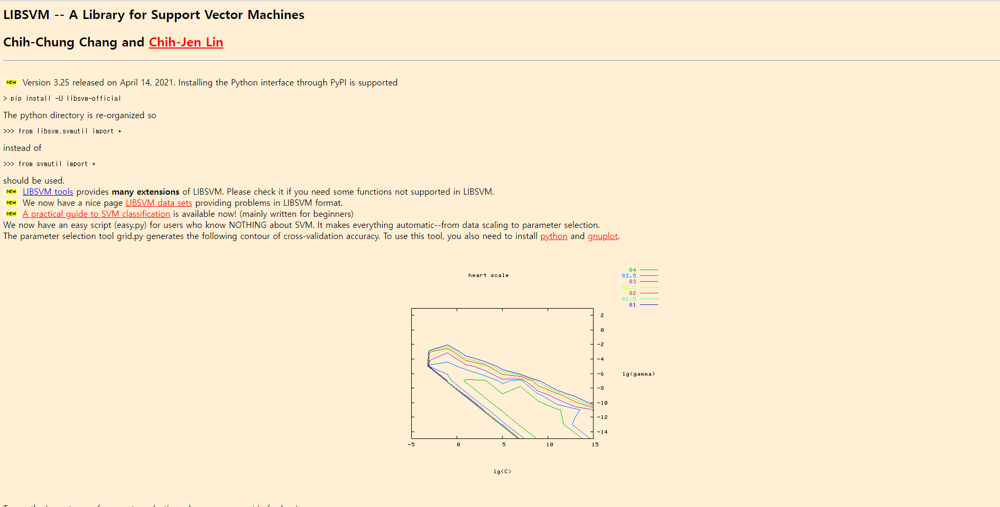 LIBSVM -- A Library for Support Vector Machines
Chih-Chung Chang and Chih-Jen Lin
NEW Version 3.25 released on April 14, 2021. Installing the Python interface through PyPI is supported
> pip install -U libsvm-official
The python directory is re-organized so
>>> from libsvm.svmutil import *
instead of
>>> from svmutil import *
should be used.
NEW LIBSVM tools provides many extensions of LIBSVM. Please check it if you need some functions not supported in LIBSVM.
NEW We now have a nice page LIBSVM data sets providing problems in LIBSVM format.
NEW A practical guide to SVM classification is available now! (mainly written for beginners)
We now have an easy script (easy.py) for users who know NOTHING about SVM. It makes everything automatic--from data scaling to parameter selection.
The parameter selection tool grid.py generates the following contour of cross-validation accuracy. To use this tool, you also need to install python and gnuplot.
heart scale
84
83.5
83
82.5
82
81.5
81
2
0
-2
-4
-6
lg(gamma)
-8
-10
-12
-14
-5 0 5 10 15
lg(C)